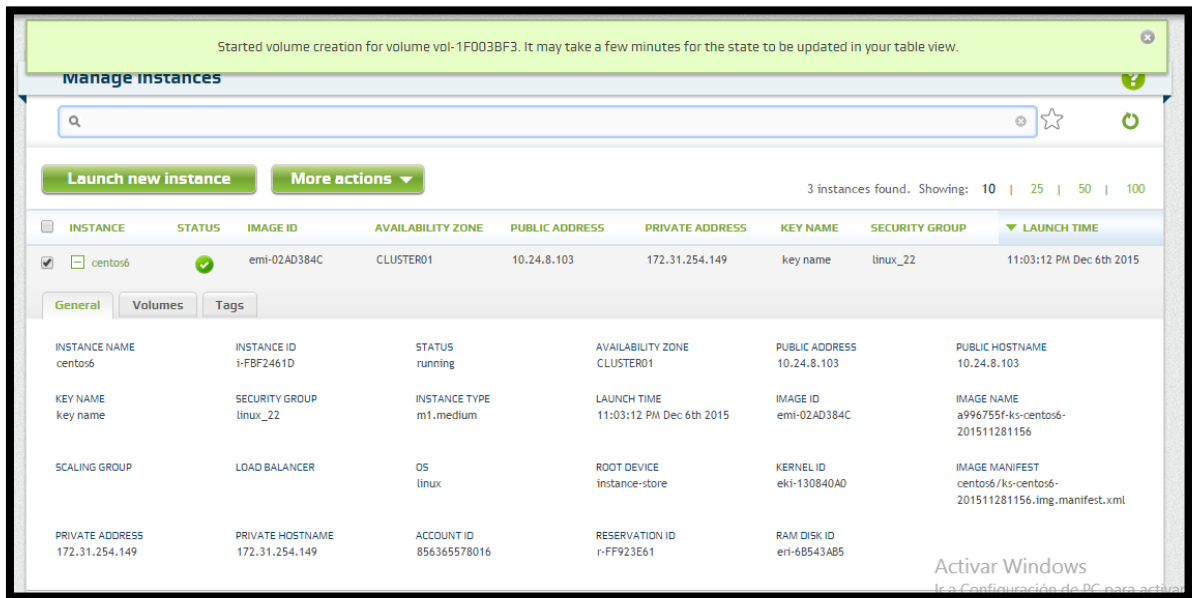 Started volume creation for volume vol-1F003BF3. It may take a few minutes for the state to be updated in your table view.
Manage instances
Launch new instance More actions 3 instances found. Showing: 10 | 25 | 50 | 100
INSTANCE STATUS IMAGE ID AVAILABILITY ZONE PUBLIC ADDRESS PRIVATE ADDRESS KEY NAME SECURITY GROUP LAUNCH TIME
centos6 emi-02AD384C CLUSTER01 10.24.8.103 172.31.254.149 key name linux_22 11:03:12 PM Dec 6th 2015
General Volumes Tags
INSTANCE NAME INSTANCE ID STATUS AVAILABILITY ZONE PUBLIC ADDRESS PUBLIC HOSTNAME
centos6 i-FBF2461D running CLUSTER01 10.24.8.103 10.24.8.103
KEY NAME SECURITY GROUP INSTANCE TYPE LAUNCH TIME IMAGE ID IMAGE NAME
key name linux_22 m1.medium 11:03:12 PM Dec 6th 2015 emi-02AD384C a996755f-ks-centos6-
201511281156
SCALING GROUP LOAD BALANCER OS ROOT DEVICE KERNEL ID IMAGE MANIFEST
linux instance-store eki-130840A0 centos6/ks-centos6-
201511281156.img.manifest.xml
PRIVATE ADDRESS PRIVATE HOSTNAME ACCOUNT ID RESERVATION ID RAM DISK ID
172.31.254.149 172.31.254.149 856365578016 r-FF923E61 eri-6B543AB5
Activar Windows
Ir a Configuración de PC para activar